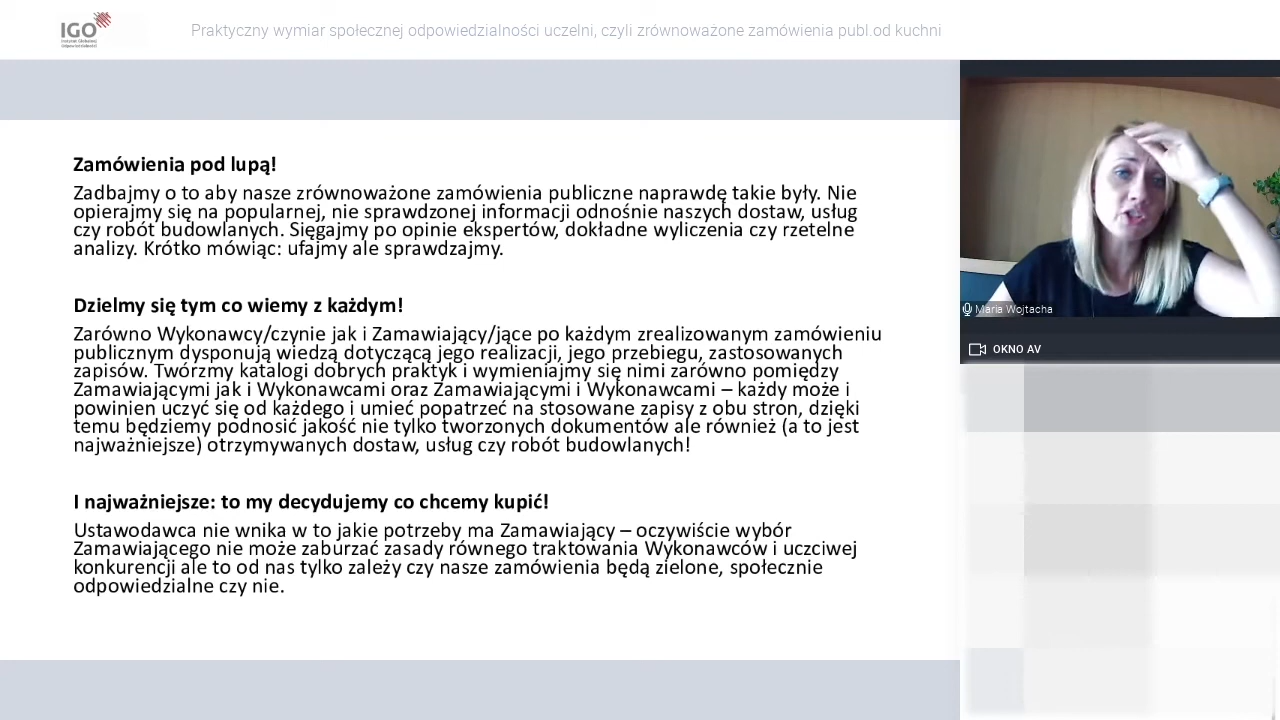 IGO
Instytut Globalnej
Odpowiedzialności
Praktyczny wymiar społecznej odpowiedzialności uczelni, czyli zrównoważone zamówienia publ.od kuchni
Zamówienia pod lupą!
Zadbajmy o to aby nasze zrównoważone zamówienia publiczne naprawdę takie były. Nie
opierajmy się na popularnej, nie sprawdzonej informacji odnośnie naszych dostaw, usług
czy robót budowlanych. Sięgajmy po opinie ekspertów, dokładne wyliczenia czy rzetelne
analizy. Krótko mówiąc: ufajmy ale sprawdzajmy.
Dzielmy się tym co wiemy z każdym!
Zarówno Wykonawcy/czynie jak i Zamawiający/jące po każdym zrealizowanym zamówieniu
publicznym dysponują wiedzą dotyczącą jego realizacji, jego przebiegu, zastosowanych
zapisów. Twórzmy katalogi dobrych praktyk i wymieniajmy się nimi zarówno pomiędzy
Zamawiającymi jak i Wykonawcami oraz Zamawiającymi i Wykonawcami – każdy może i
powinien uczyć się od każdego i umieć popatrzeć na stosowane zapisy z obu stron, dzięki
temu będziemy podnosić jakość nie tylko tworzonych dokumentów ale również (a to jest
najważniejsze) otrzymywanych dostaw, usług czy robót budowlanych!
I najważniejsze: to my decydujemy co chcemy kupić!
Ustawodawca nie wnika w to jakie potrzeby ma Zamawiający – oczywiście wybór
Zamawiającego nie może zaburzać zasady równego traktowania Wykonawców i uczciwej
konkurencji ale to od nas tylko zależy czy nasze zamówienia będą zielone, społecznie
odpowiedzialne czy nie.
Maria Wojtacha
OKNO AV